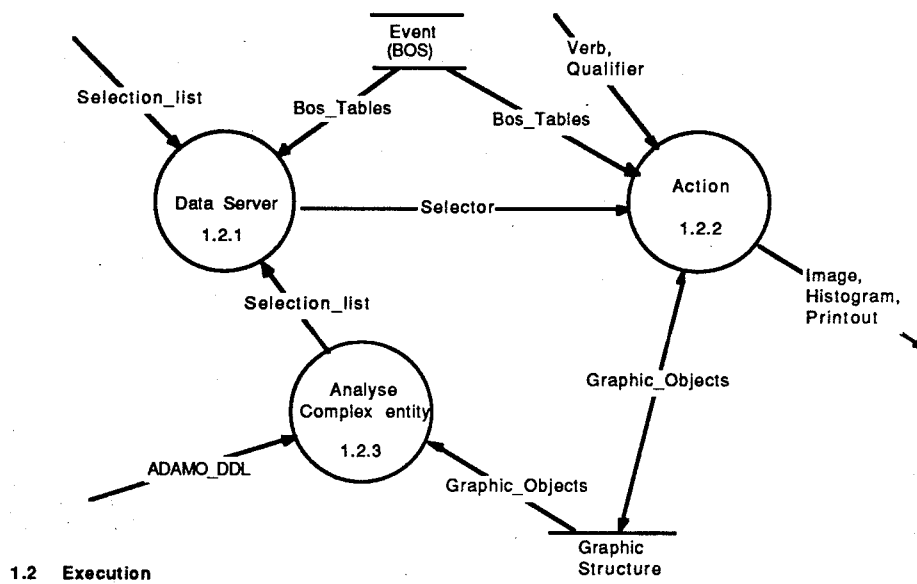 Event
(BOS)
Verb,
Qualifier
Selection_list
Bos_Tables
Bos_Tables
Data Server
1.2.1
Selector
Action
1.2.2
Selection_list
Image,
Histogram,
Printout
Analyse
Complex entity
1.2.3
Graphic_Objects
ADAMO_DDL
Graphic_Objects
Graphic
Structure
1.2 Execution